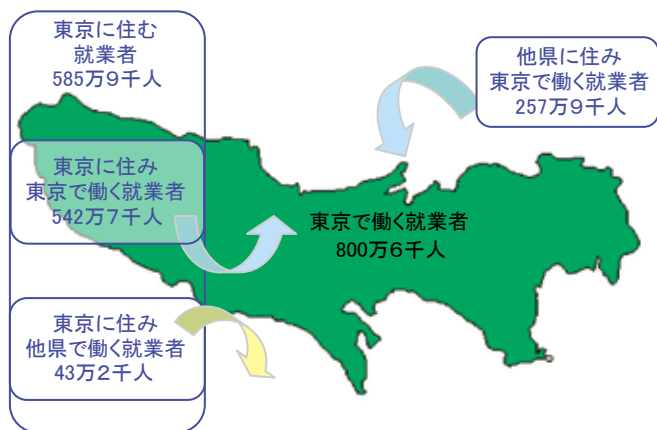 東京に住む
就業者
585万9千人
他県に住み
東京で働く就業者
257万9千人
東京に住み
東京で働く就業者
542万7千人
東京で働く就業者
800万6千人
東京に住み
他県で働く就業者
43万2千人